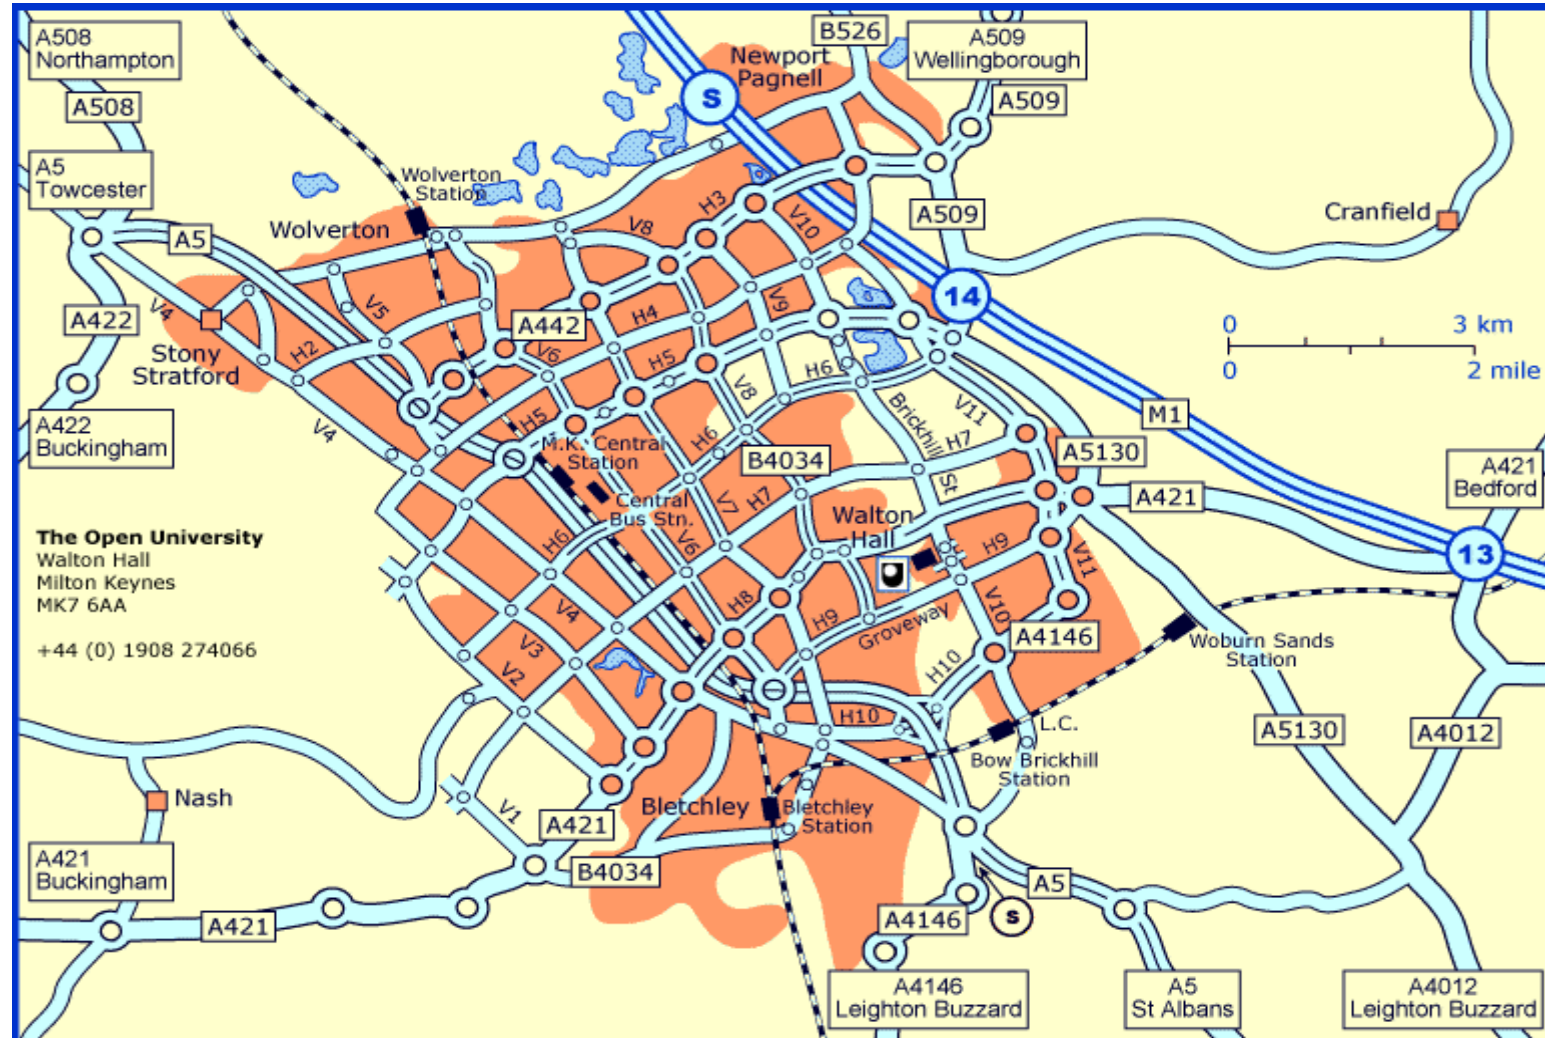 A508
Northampton
B526
A509
Wellingborough
Newport
Pagnell
S
A508
A509
A5
Towcester
Wolverton
Station
H3
V10
A509
Cranfield
Wolverton
A5
V8
14
V4
A422
V5
V9
A442
H4
0
3 km
Stony
Stratford
H2
V6
H5
H6
0
2 mile
V8
Brickhill St
V11
M1
A422
Buckingham
V4
H5
M.K. Central
Station
H6
B4034
H7
A5130
A421
Bedford
Central
Bus Stn.
V7
H7
A421
The Open University
Walton Hall
Milton Keynes
MK7 6AA
+44 (0) 1908 274066
Walton
Hall
H6
V6
H9
V11
13
V4
H8
H9
Groveway
V10
A4146
Woburn Sands
Station
V3
V2
H10
H10
L.C.
A5130
A4012
Bow Brickhill
Station
Nash
V1
Bletchley
Bletchley
Station
A421
A421
Buckingham
B4034
A5
A421
A4146
S
A4146
Leighton Buzzard
A5
St Albans
A4012
Leighton Buzzard